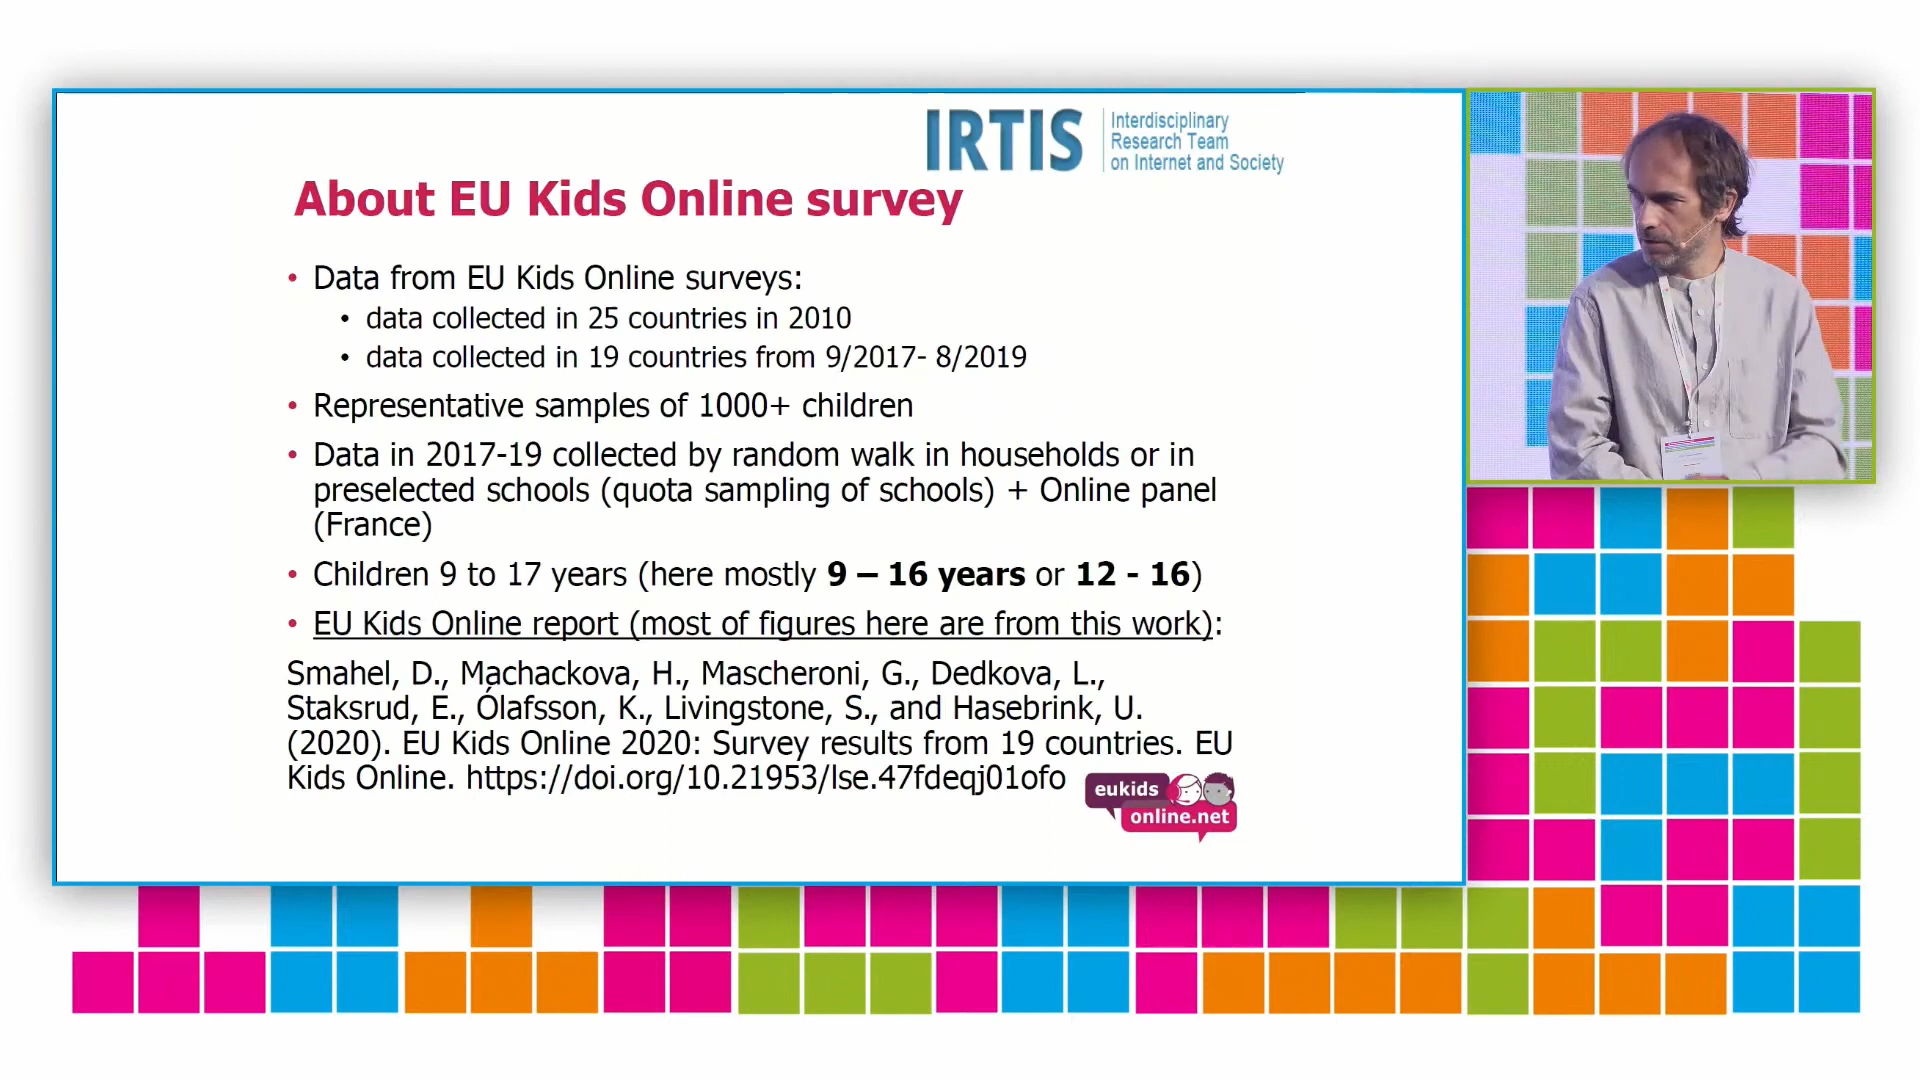 IRTIS
Interdisciplinary
Research Team
on Internet and Society
About EU Kids Online survey
• Data from EU Kids Online surveys:
• data collected in 25 countries in 2010
• data collected in 19 countries from 9/2017- 8/2019
• Representative samples of 1000+ children
• Data in 2017-19 collected by random walk in households or in
preselected schools (quota sampling of schools) + Online panel
(France)
• Children 9 to 17 years (here mostly 9 – 16 years or 12 - 16)
• EU Kids Online report (most of figures here are from this work):
Smahel, D., Machackova, H., Mascheroni, G., Dedkova, L.,
Staksrud, E., Ólafsson, K., Livingstone, S., and Hasebrink, U.
(2020). EU Kids Online 2020: Survey results from 19 countries. EU
Kids Online. https://doi.org/10.21953/lse.47fdeqj01ofo
eukids
online.net